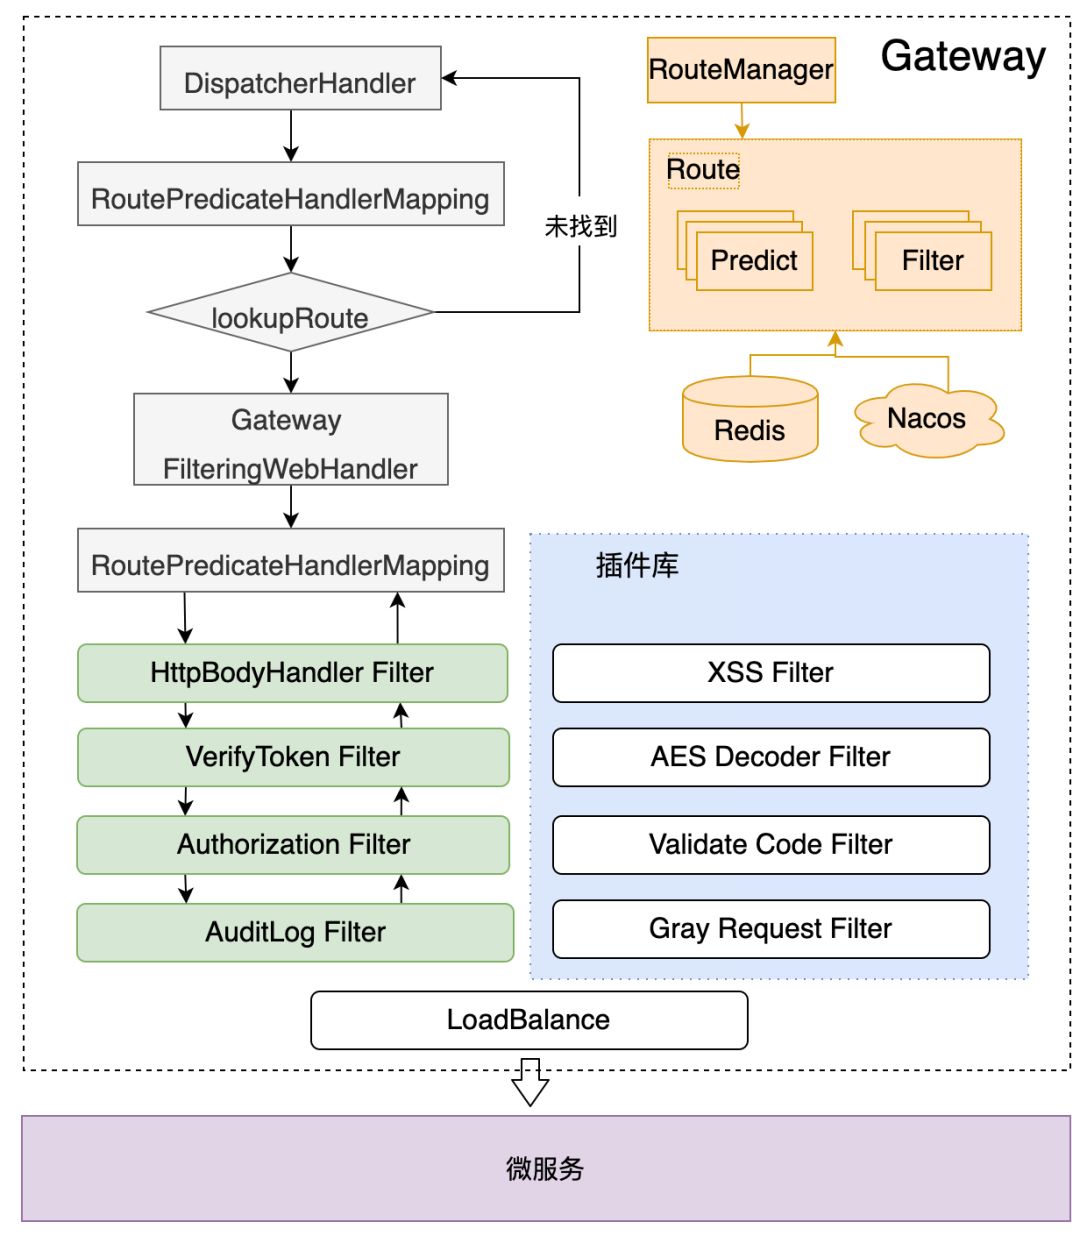 Gateway
DispatcherHandler
RoutePredicateHandlerMapping
未找到
lookupRoute
Gateway
FilteringWebHandler
RoutePredicateHandlerMapping
HttpBodyHandler Filter
VerifyToken Filter
Authorization Filter
AuditLog Filter
RouteManager
Route
Predict
Filter
Redis
Nacos
插件库
XSS Filter
AES Decoder Filter
Validate Code Filter
Gray Request Filter
LoadBalance
微服务